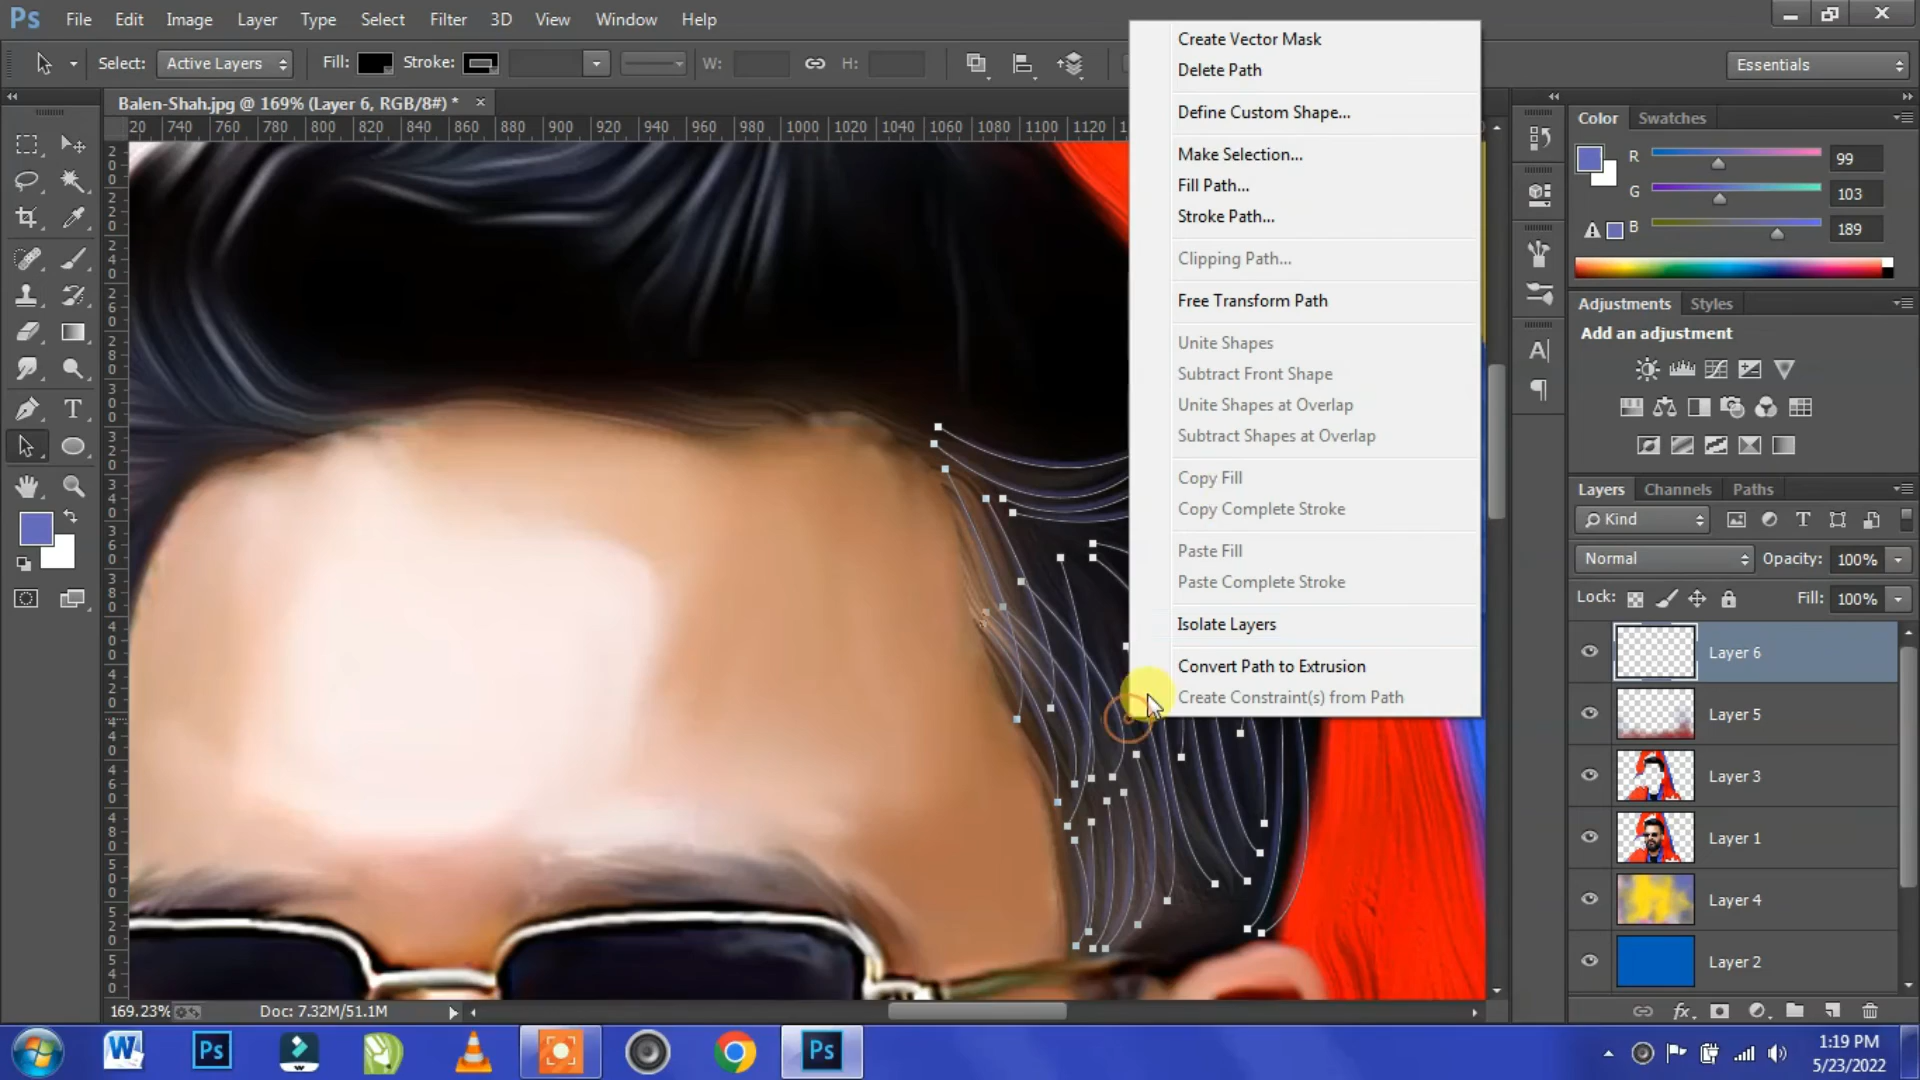 Ps File Edit Image Layer Type Select Filter 3D View Window Help
Select: Active Layers Fill: Stroke: W: H: Essentials
Balen-Shah.jpg @ 169% (Layer 6, RGB/8#) * ×
20 740 760 780 800 820 840 860 880 900 920 940 960 980 1000 1020 1040 1060 1080 1100 1120
Create Vector Mask
Delete Path
Define Custom Shape...
Make Selection...
Fill Path...
Stroke Path...
Clipping Path...
Free Transform Path
Unite Shapes
Subtract Front Shape
Unite Shapes at Overlap
Subtract Shapes at Overlap
Copy Fill
Copy Complete Stroke
Paste Fill
Paste Complete Stroke
Isolate Layers
Convert Path to Extrusion
Create Constraint(s) from Path
Color Swatches
R 99
G 103
B 189
Adjustments Styles
Add an adjustment
Layers Channels Paths
Kind
Normal Opacity: 100%
Lock: Fill: 100%
Layer 6
Layer 5
Layer 3
Layer 1
Layer 4
Layer 2
169.23% Doc: 7.32M/51.1M
1:19 PM
5/23/2022